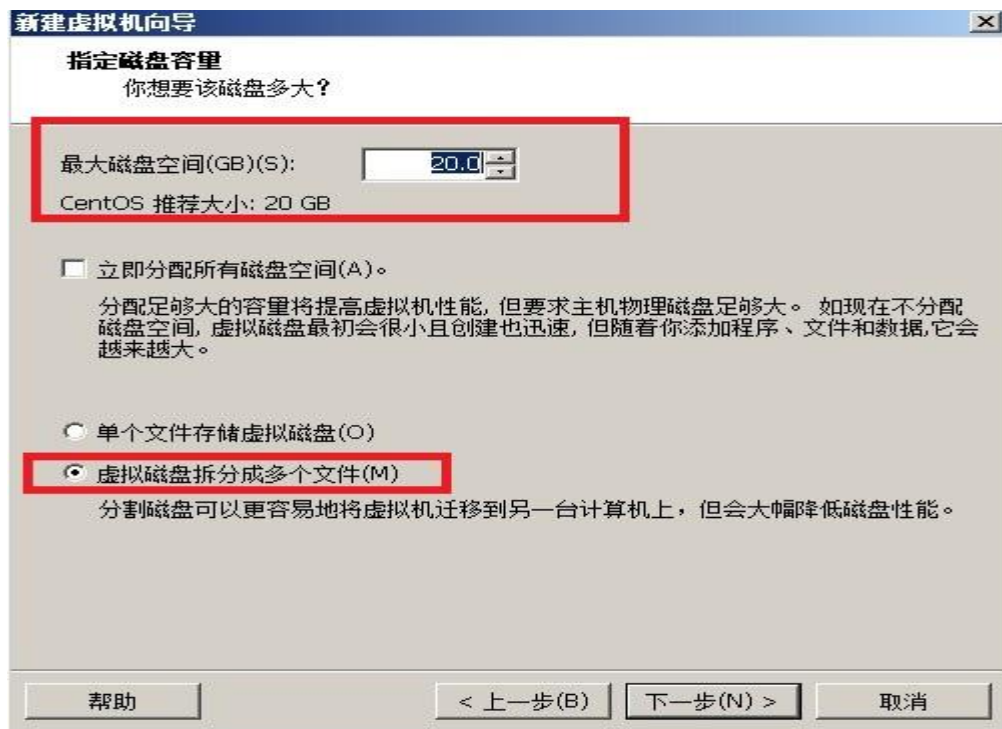 新建虚拟机向导
指定磁盘容里
你想要该磁盘多大?
最大磁盘空间(GB)(S):
20.0
CentOS 推荐大小: 20 GB
立即分配所有磁盘空间(A)。
分配足够大的容量将提高虚拟机性能, 但要求主机物理磁盘足够大。 如现在不分配
磁盘空间, 虚拟磁盘最初会很小且创建也迅速, 但随着你添加程序、文件和数据,它会
越来越大。
单个文件存储虚拟磁盘(O)
虚拟磁盘拆分成多个文件(M)
分割磁盘可以更容易地将虚拟机迁移到另一台计算机上，但会大幅降低磁盘性能。
帮助
< 上一步(B)
下一步(N) >
取消